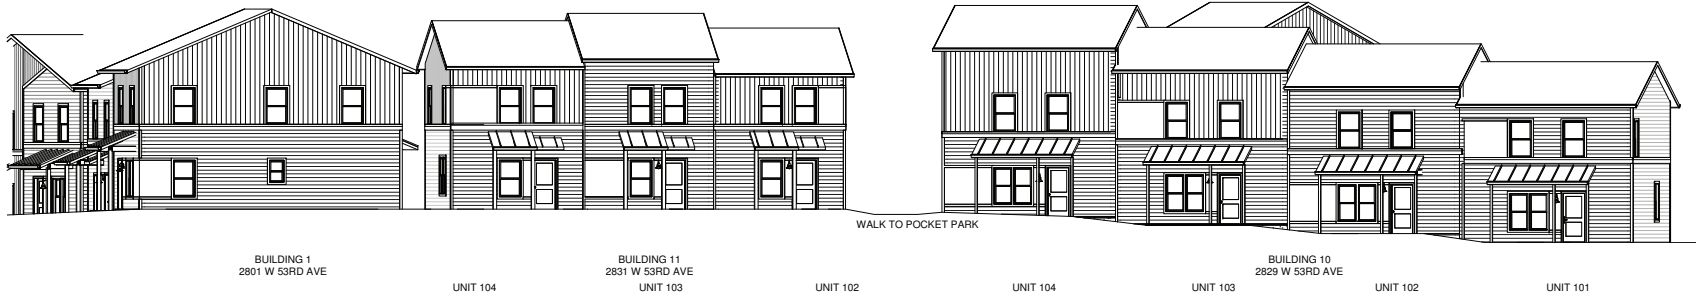 WALK TO POCKET PARK
BUILDING 1
2801 W 53RD AVE
BUILDING 11
2831 W 53RD AVE
BUILDING 10
2829 W 53RD AVE
UNIT 104
UNIT 103
UNIT 102
UNIT 104
UNIT 103
UNIT 102
UNIT 101